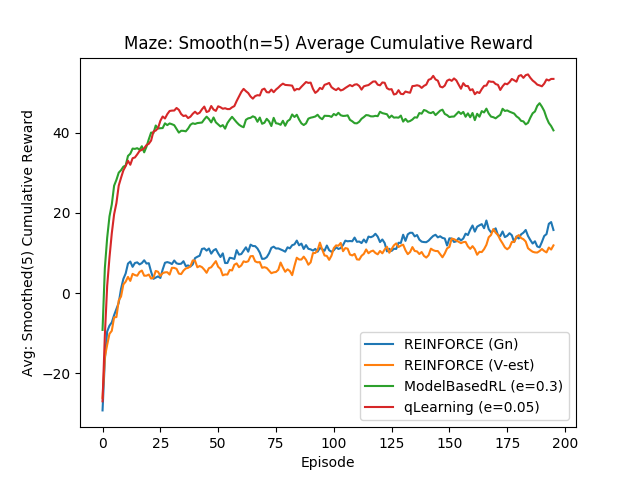 Maze: Smooth(n=5) Average Cumulative Reward
Avg: Smoothed(5) Cumulative Reward
40
20
0
−20
0 25 50 75 100 125 150 175 200
Episode
REINFORCE (Gn)
REINFORCE (V-est)
ModelBasedRL (e=0.3)
qLearning (e=0.05)